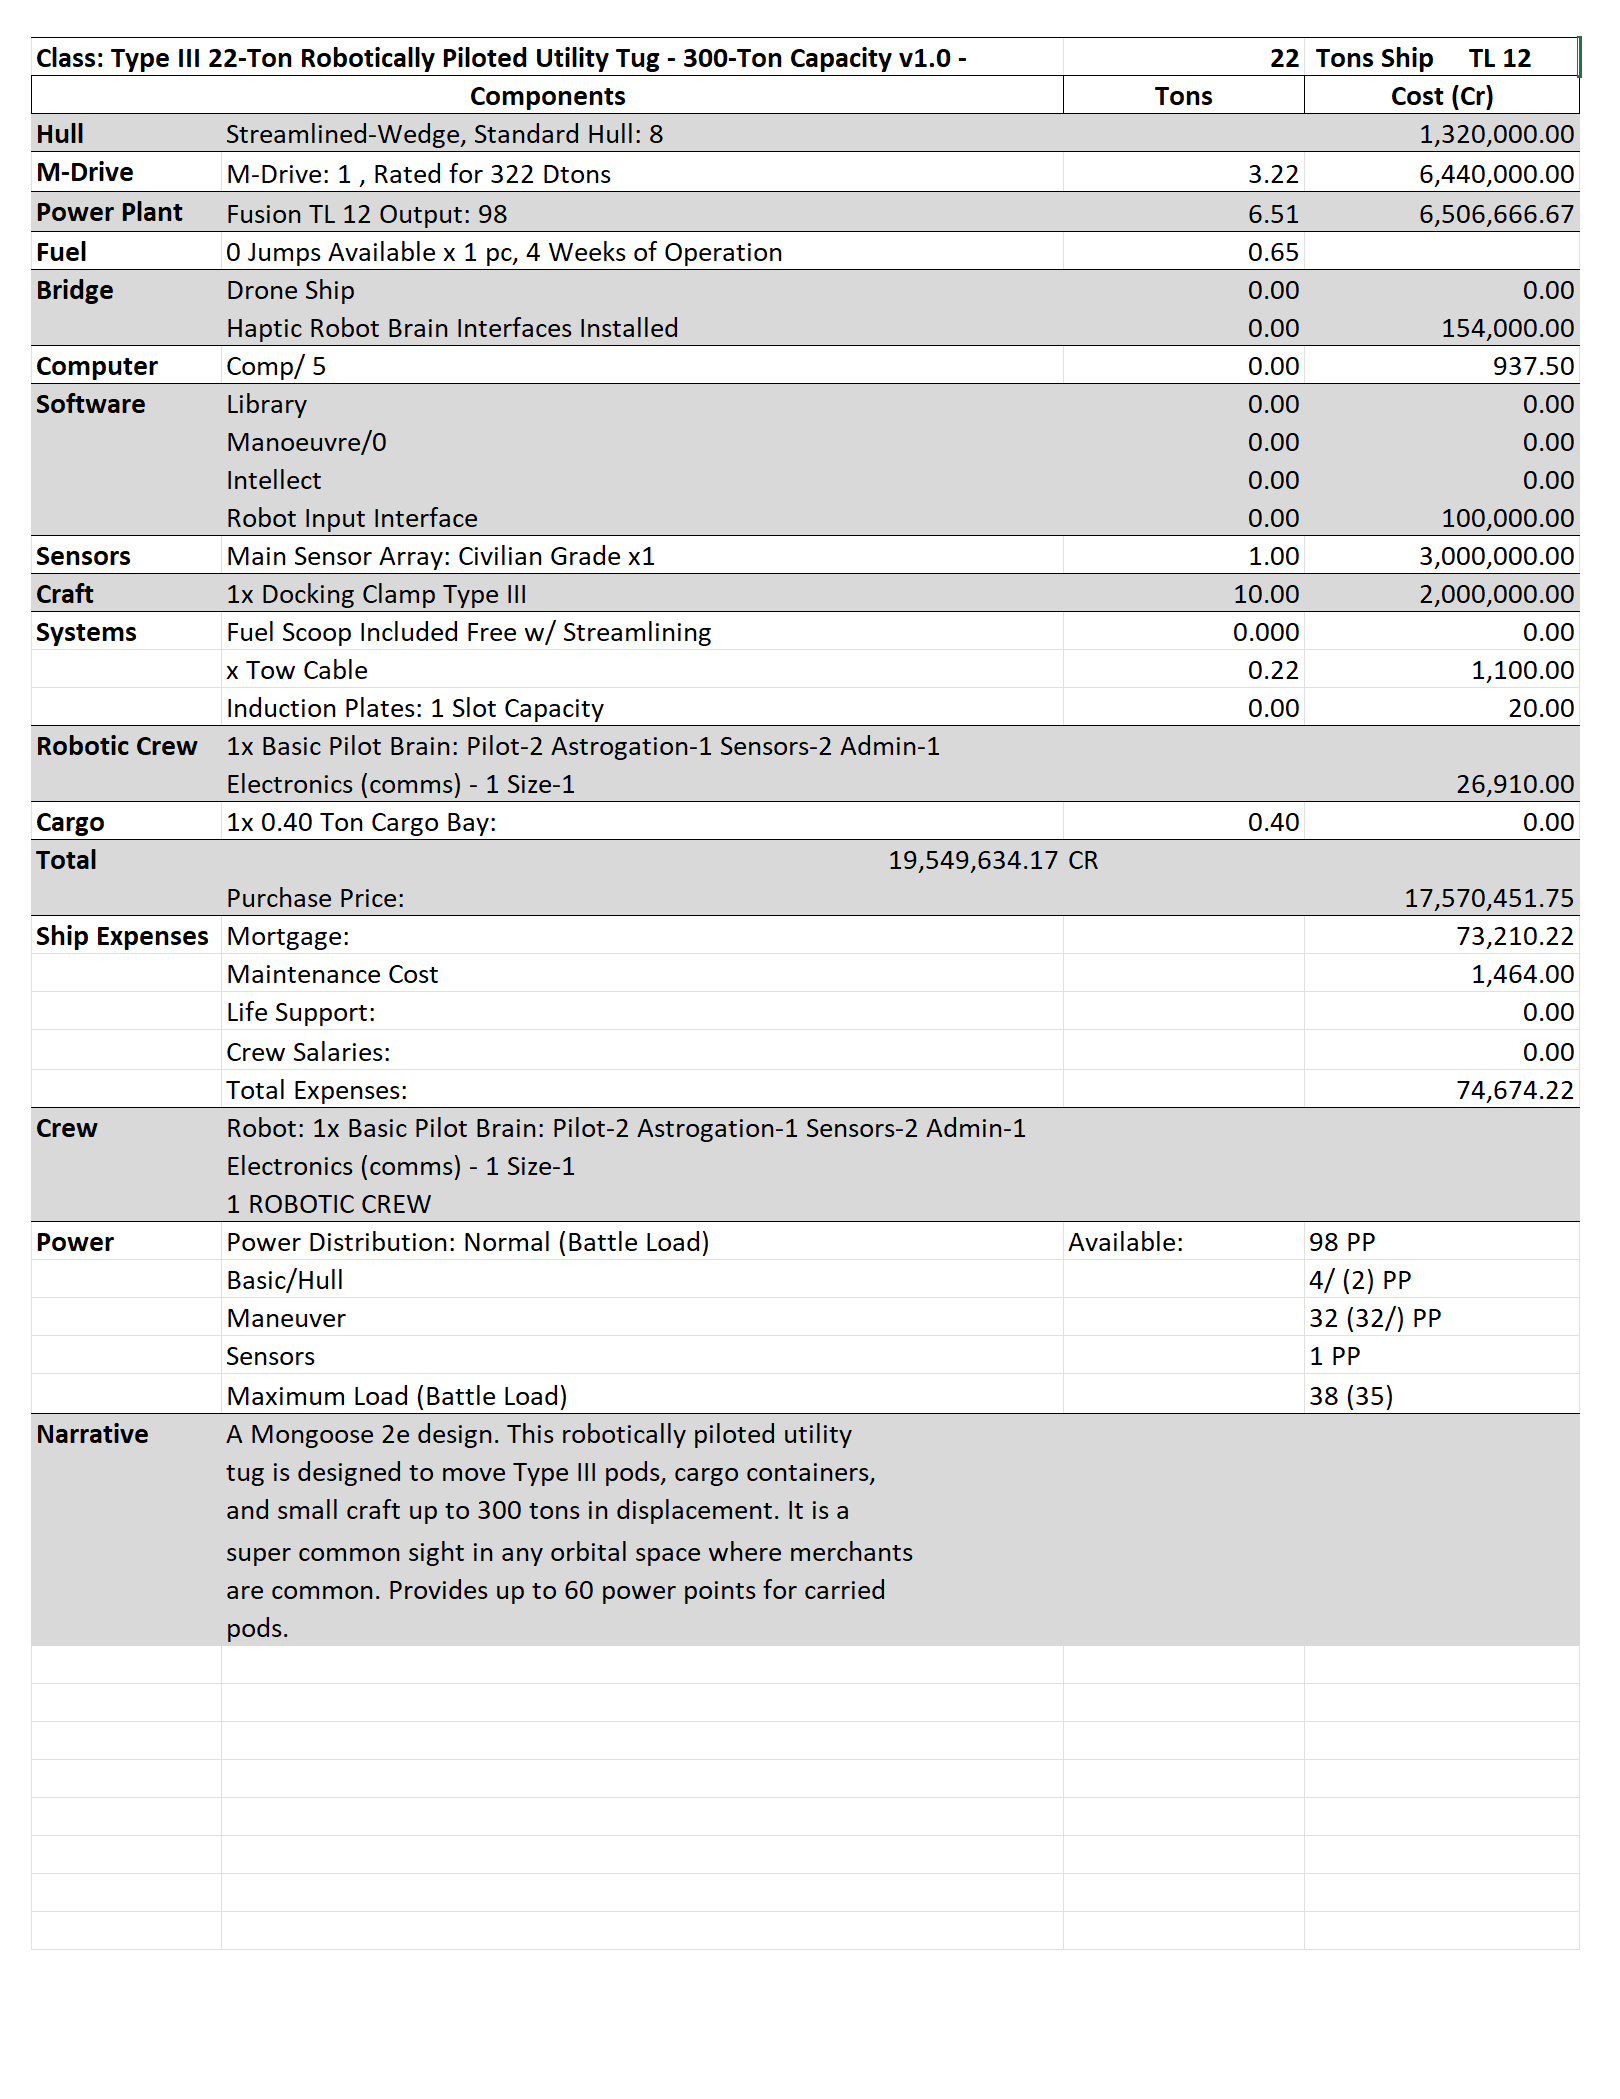 Class: Type III 22-Ton Robotically Piloted Utility Tug - 300-Ton Capacity v1.0 - 22 Tons Ship TL 12
Components Tons Cost (Cr)
Hull Streamlined-Wedge, Standard Hull: 8 1,320,000.00
M-Drive M-Drive: 1 , Rated for 322 Dtons 3.22 6,440,000.00
Power Plant Fusion TL 12 Output: 98 6.51 6,506,666.67
Fuel 0 Jumps Available x 1 pc, 4 Weeks of Operation 0.65
Bridge Drone Ship 0.00 0.00
Haptic Robot Brain Interfaces Installed 0.00 154,000.00
Computer Comp/ 5 0.00 937.50
Software Library 0.00 0.00
Manoeuvre/0 0.00 0.00
Intellect 0.00 0.00
Robot Input Interface 0.00 100,000.00
Sensors Main Sensor Array: Civilian Grade x1 1.00 3,000,000.00
Craft 1x Docking Clamp Type III 10.00 2,000,000.00
Systems Fuel Scoop Included Free w/ Streamlining 0.000 0.00
x Tow Cable 0.22 1,100.00
Induction Plates: 1 Slot Capacity 0.00 20.00
Robotic Crew 1x Basic Pilot Brain: Pilot-2 Astrogation-1 Sensors-2 Admin-1
Electronics (comms) - 1 Size-1 26,910.00
Cargo 1x 0.40 Ton Cargo Bay: 0.40 0.00
Total 19,549,634.17 CR
Purchase Price: 17,570,451.75
Ship Expenses Mortgage: 73,210.22
Maintenance Cost 1,464.00
Life Support: 0.00
Crew Salaries: 0.00
Total Expenses: 74,674.22
Crew Robot: 1x Basic Pilot Brain: Pilot-2 Astrogation-1 Sensors-2 Admin-1
Electronics (comms) - 1 Size-1
1 ROBOTIC CREW
Power Power Distribution: Normal (Battle Load) Available: 98 PP
Basic/Hull 4/ (2) PP
Maneuver 32 (32/) PP
Sensors 1 PP
Maximum Load (Battle Load) 38 (35)
Narrative A Mongoose 2e design. This robotically piloted utility
tug is designed to move Type III pods, cargo containers,
and small craft up to 300 tons in displacement. It is a
super common sight in any orbital space where merchants
are common. Provides up to 60 power points for carried
pods.